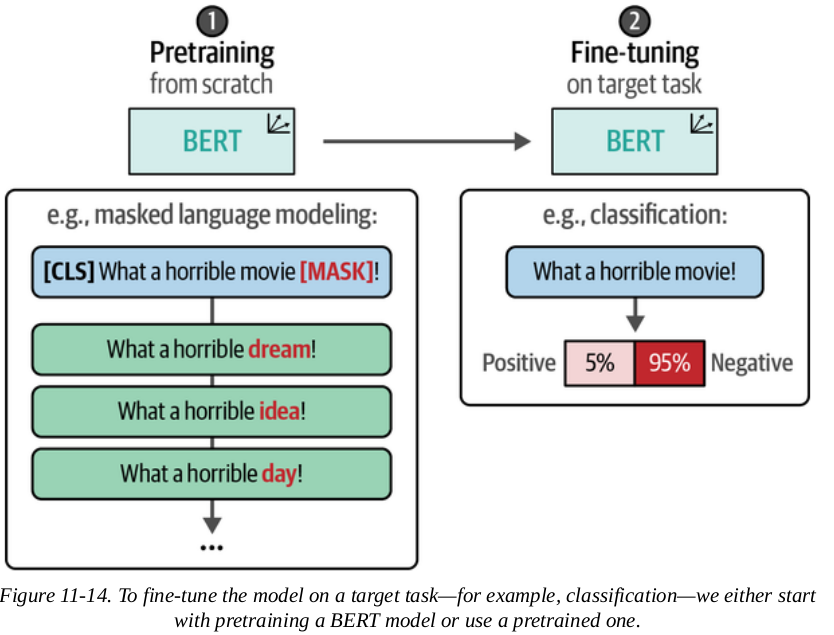 1
Pretraining
from scratch
BERT
e.g., masked language modeling:
[CLS] What a horrible movie [MASK]!
What a horrible dream!
What a horrible idea!
What a horrible day!
...
2
Fine-tuning
on target task
BERT
e.g., classification:
What a horrible movie!
Positive 5% 95% Negative
Figure 11-14. To fine-tune the model on a target task—for example, classification—we either start
with pretraining a BERT model or use a pretrained one.